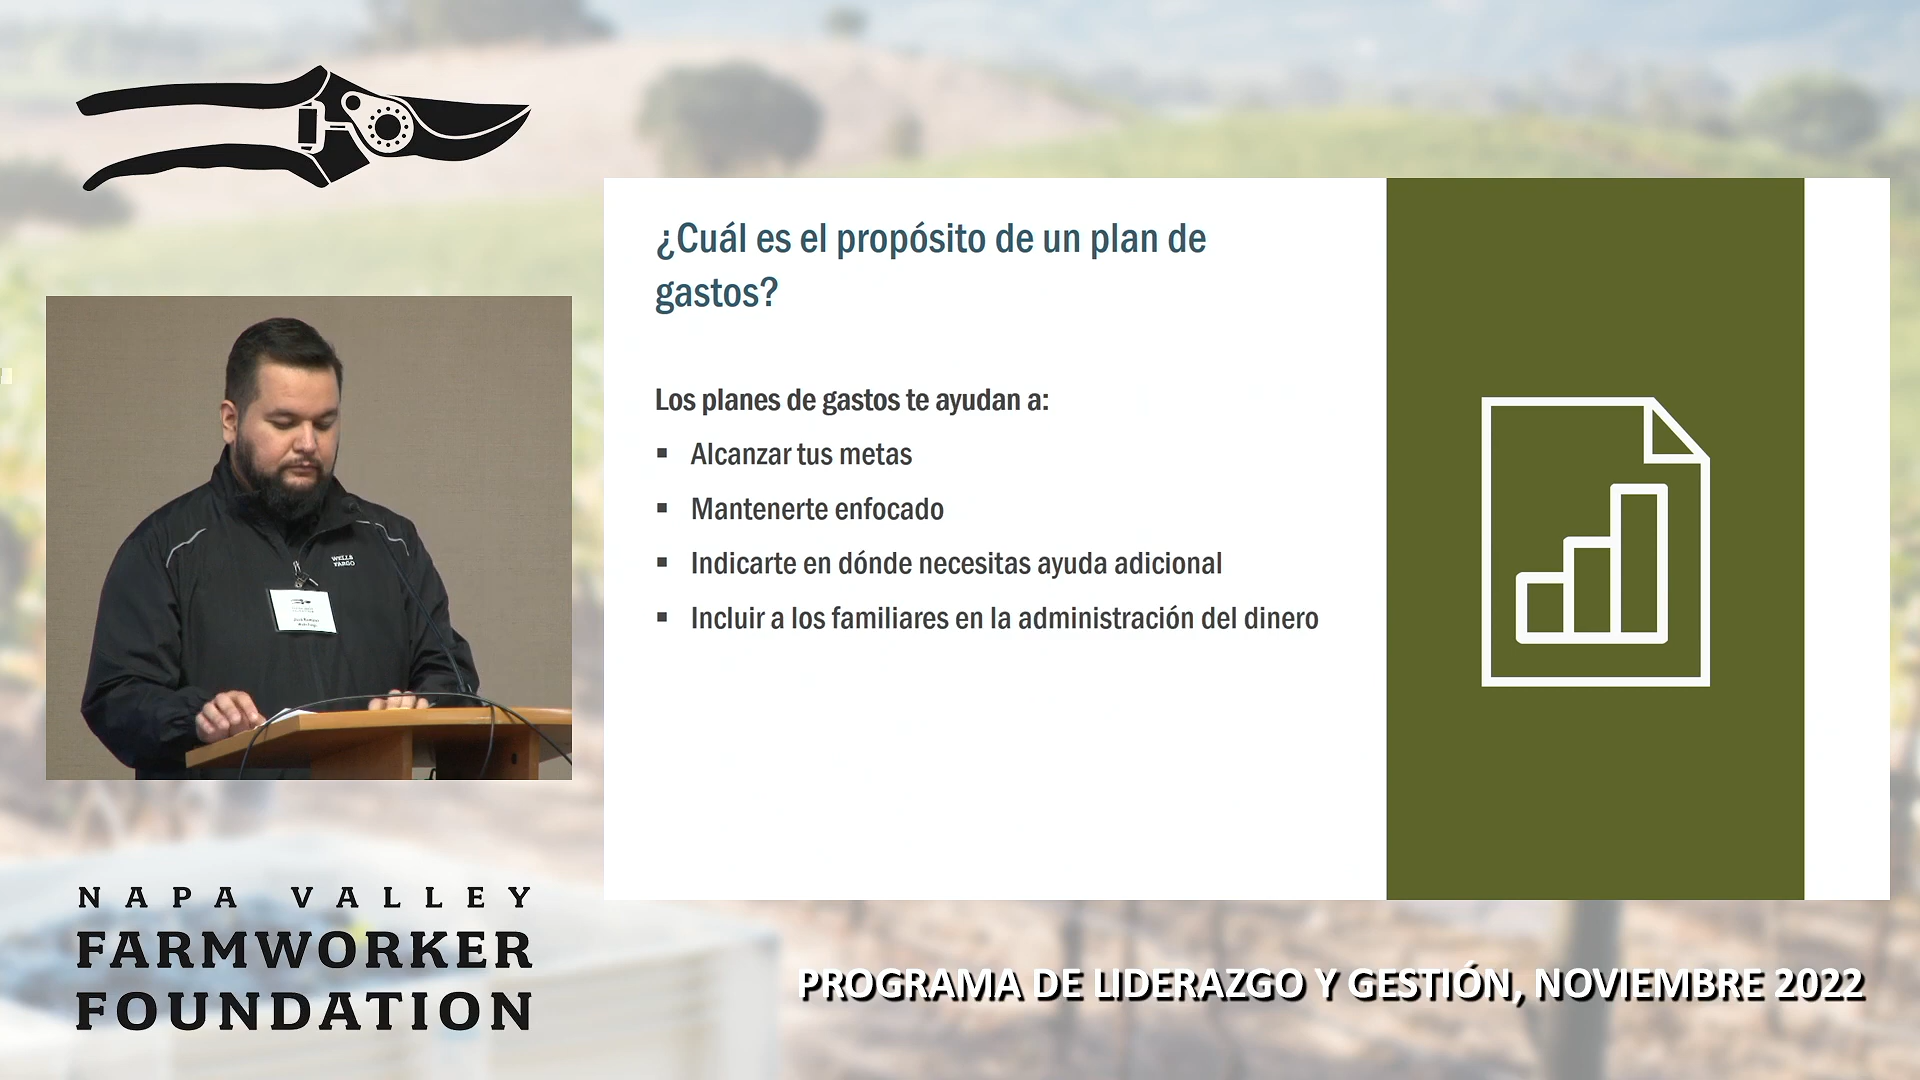 ¿Cuál es el propósito de un plan de
gastos?
Los planes de gastos te ayudan a:
▪ Alcanzar tus metas
▪ Mantenerte enfocado
▪ Indicarte en dónde necesitas ayuda adicional
▪ Incluir a los familiares en la administración del dinero
WELLS
FARGO
NAPA VALLEY
FARMWORKER
FOUNDATION
PROGRAMA DE LIDERAZGO Y GESTIÓN, NOVIEMBRE 2022